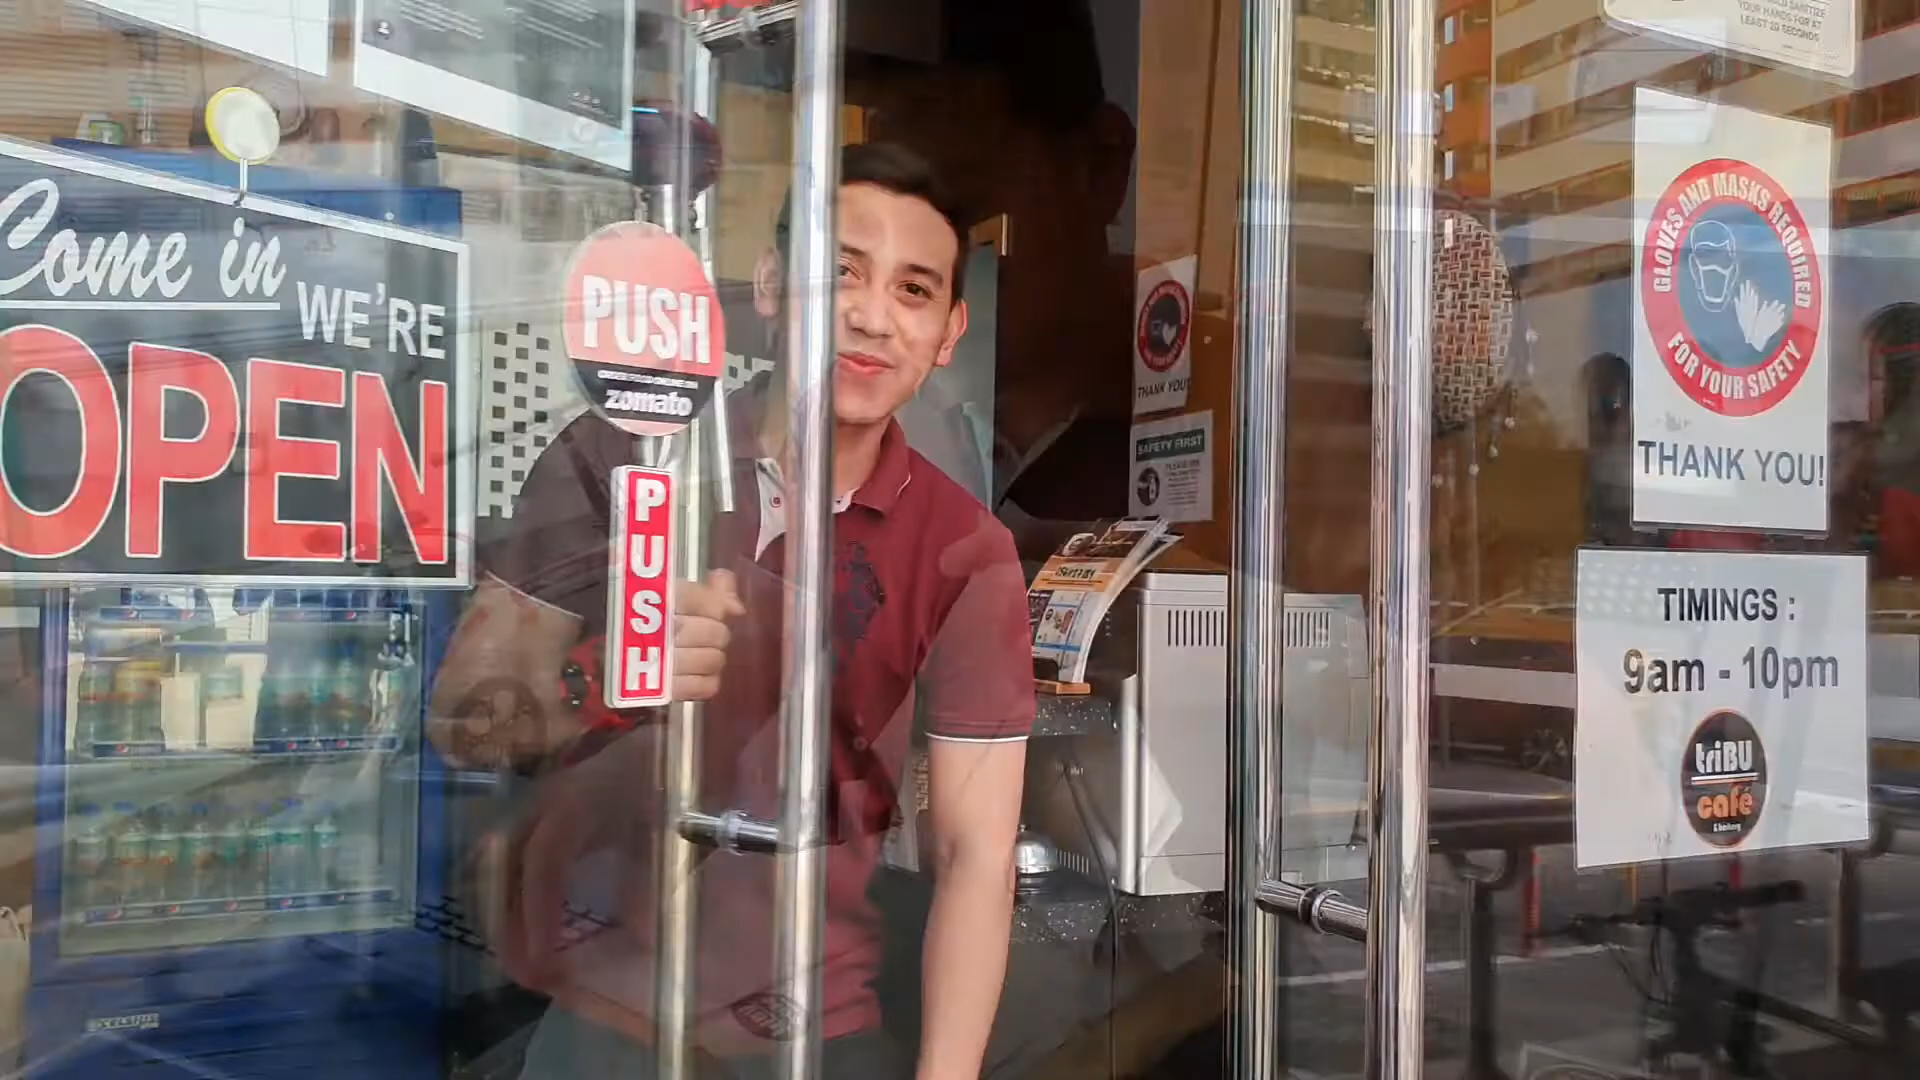 Come in
WE'RE
OPEN
PUSH
zomato
PUSH
THANK YOU!
SAFETY FIRST
YOUR HANDS FOR AT
LEAST 20 SECONDS
GLOVES AND MASKS REQUIRED
FOR YOUR SAFETY
THANK YOU!
TIMINGS :
9am - 10pm
triBU
café